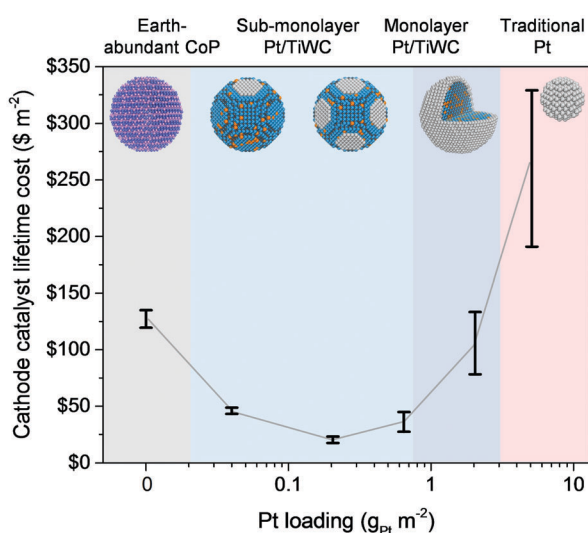 Earth-
abundant CoP
Sub-monolayer
Pt/TiWC
Monolayer
Pt/TiWC
Traditional
Pt
$350
$300
$250
$200
$150
$100
$50
$0
Cathode catalyst lifetime cost ($ m⁻²)
0
0.1
1
10
Pt loading (gPt m⁻²)